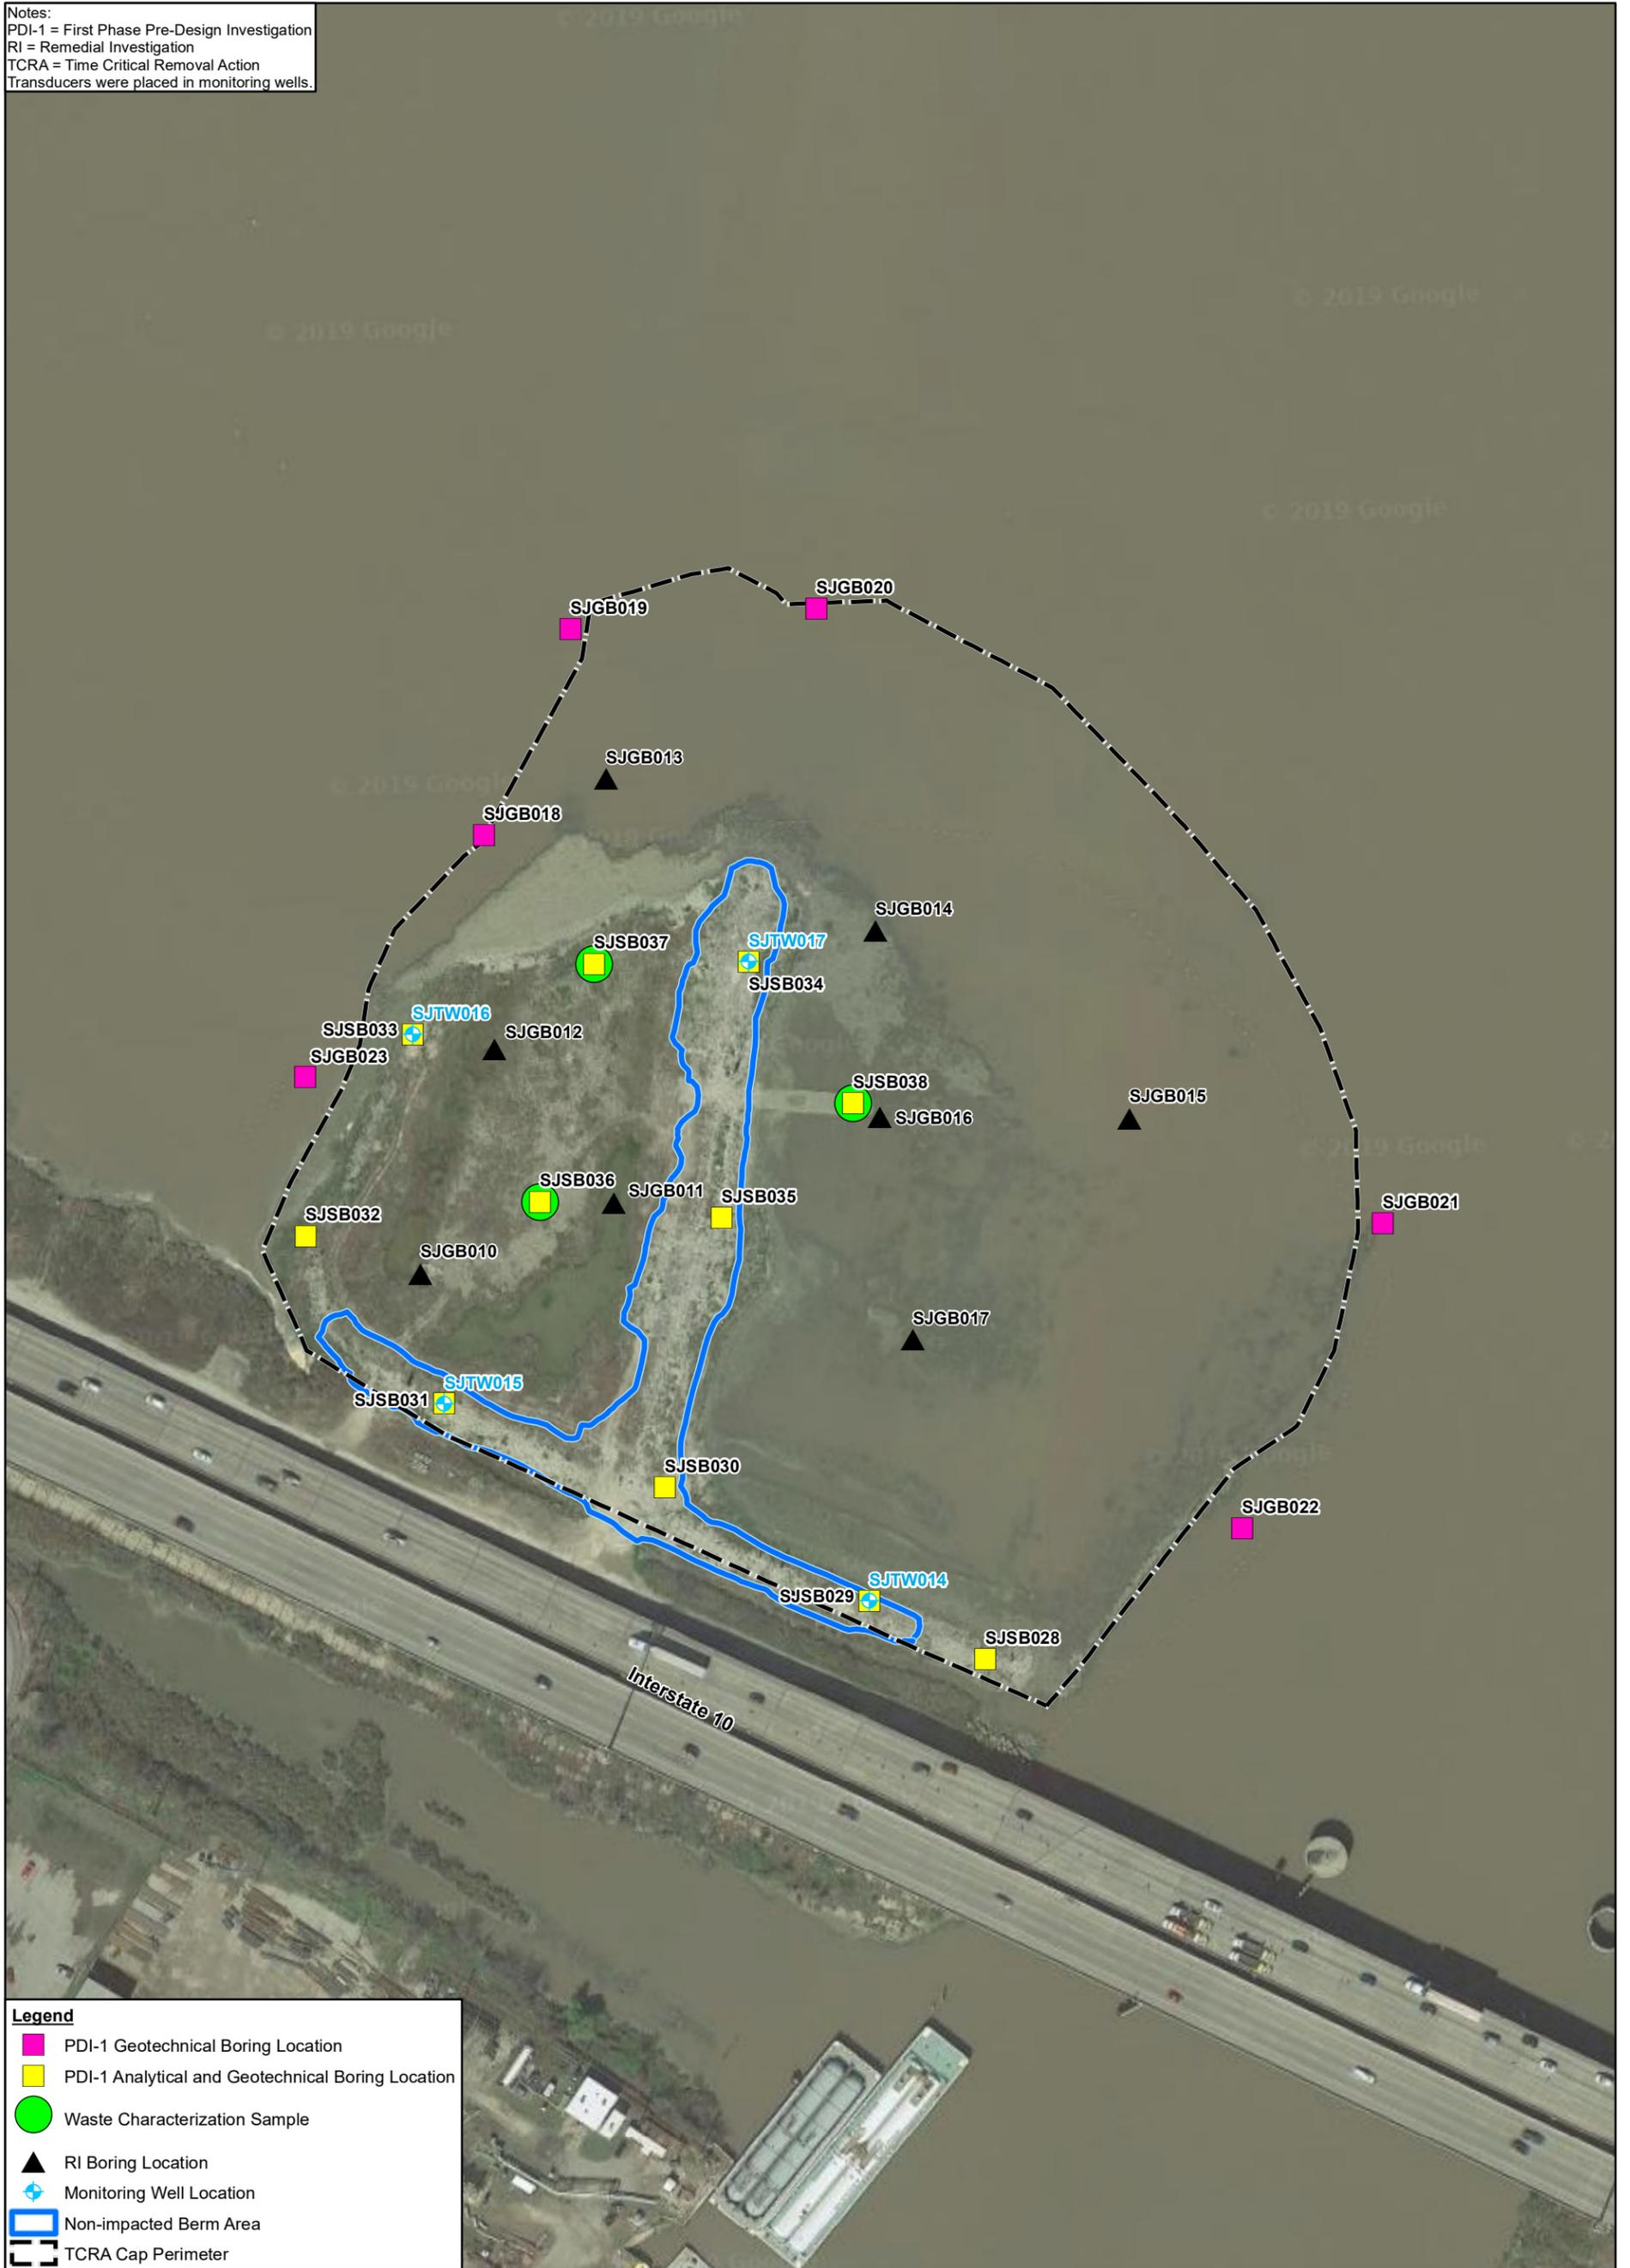 Notes:
PDI-1 = First Phase Pre-Design Investigation
RI = Remedial Investigation
TCRA = Time Critical Removal Action
Transducers were placed in monitoring wells.
© 2019 Google
© 2019 Google
© 2019 Google
© 2019 Google
SJGB020
SJGB019
SJGB013
© 2019 Google
SJGB018
SJGB014
SJSB037
SJTW017
SJSB034
SJTW016
SJSB033
SJGB012
SJGB023
SJSB038
SJGB016
SJGB015
© 2019 Google
SJSB036
SJGB011
SJSB035
SJGB021
SJSB032
SJGB010
SJGB017
SJTW015
SJSB031
SJSB030
SJGB022
SJTW014
SJSB029
SJSB028
Interstate 10
Legend
PDI-1 Geotechnical Boring Location
PDI-1 Analytical and Geotechnical Boring Location
Waste Characterization Sample
RI Boring Location
Monitoring Well Location
Non-impacted Berm Area
TCRA Cap Perimeter